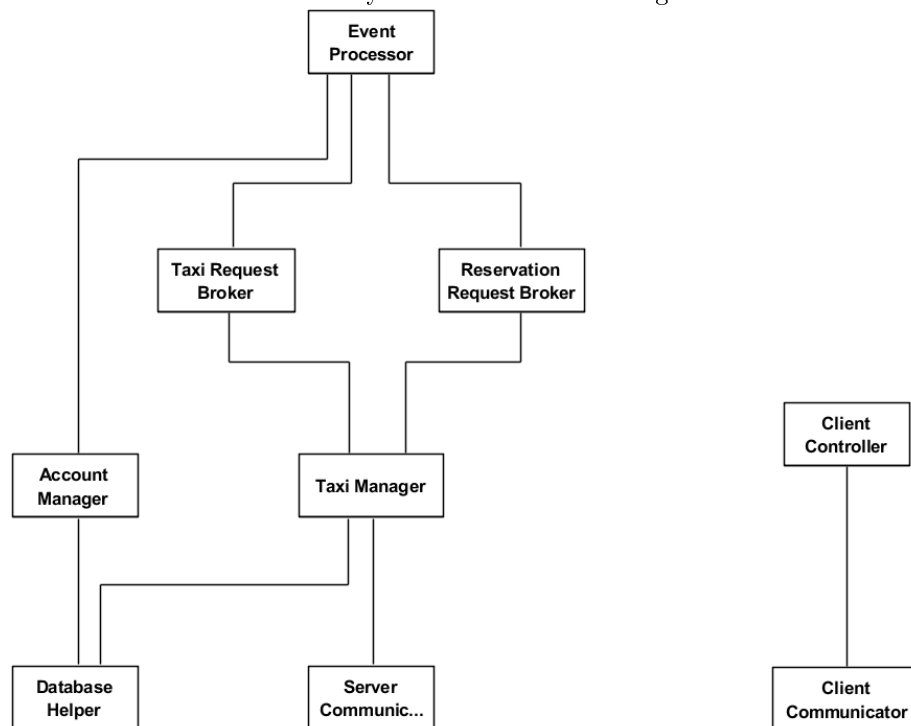 Event
Processor
Taxi Request
Broker
Reservation
Request Broker
Client
Controller
Account
Manager
Taxi Manager
Database
Helper
Server
Communic...
Client
Communicator